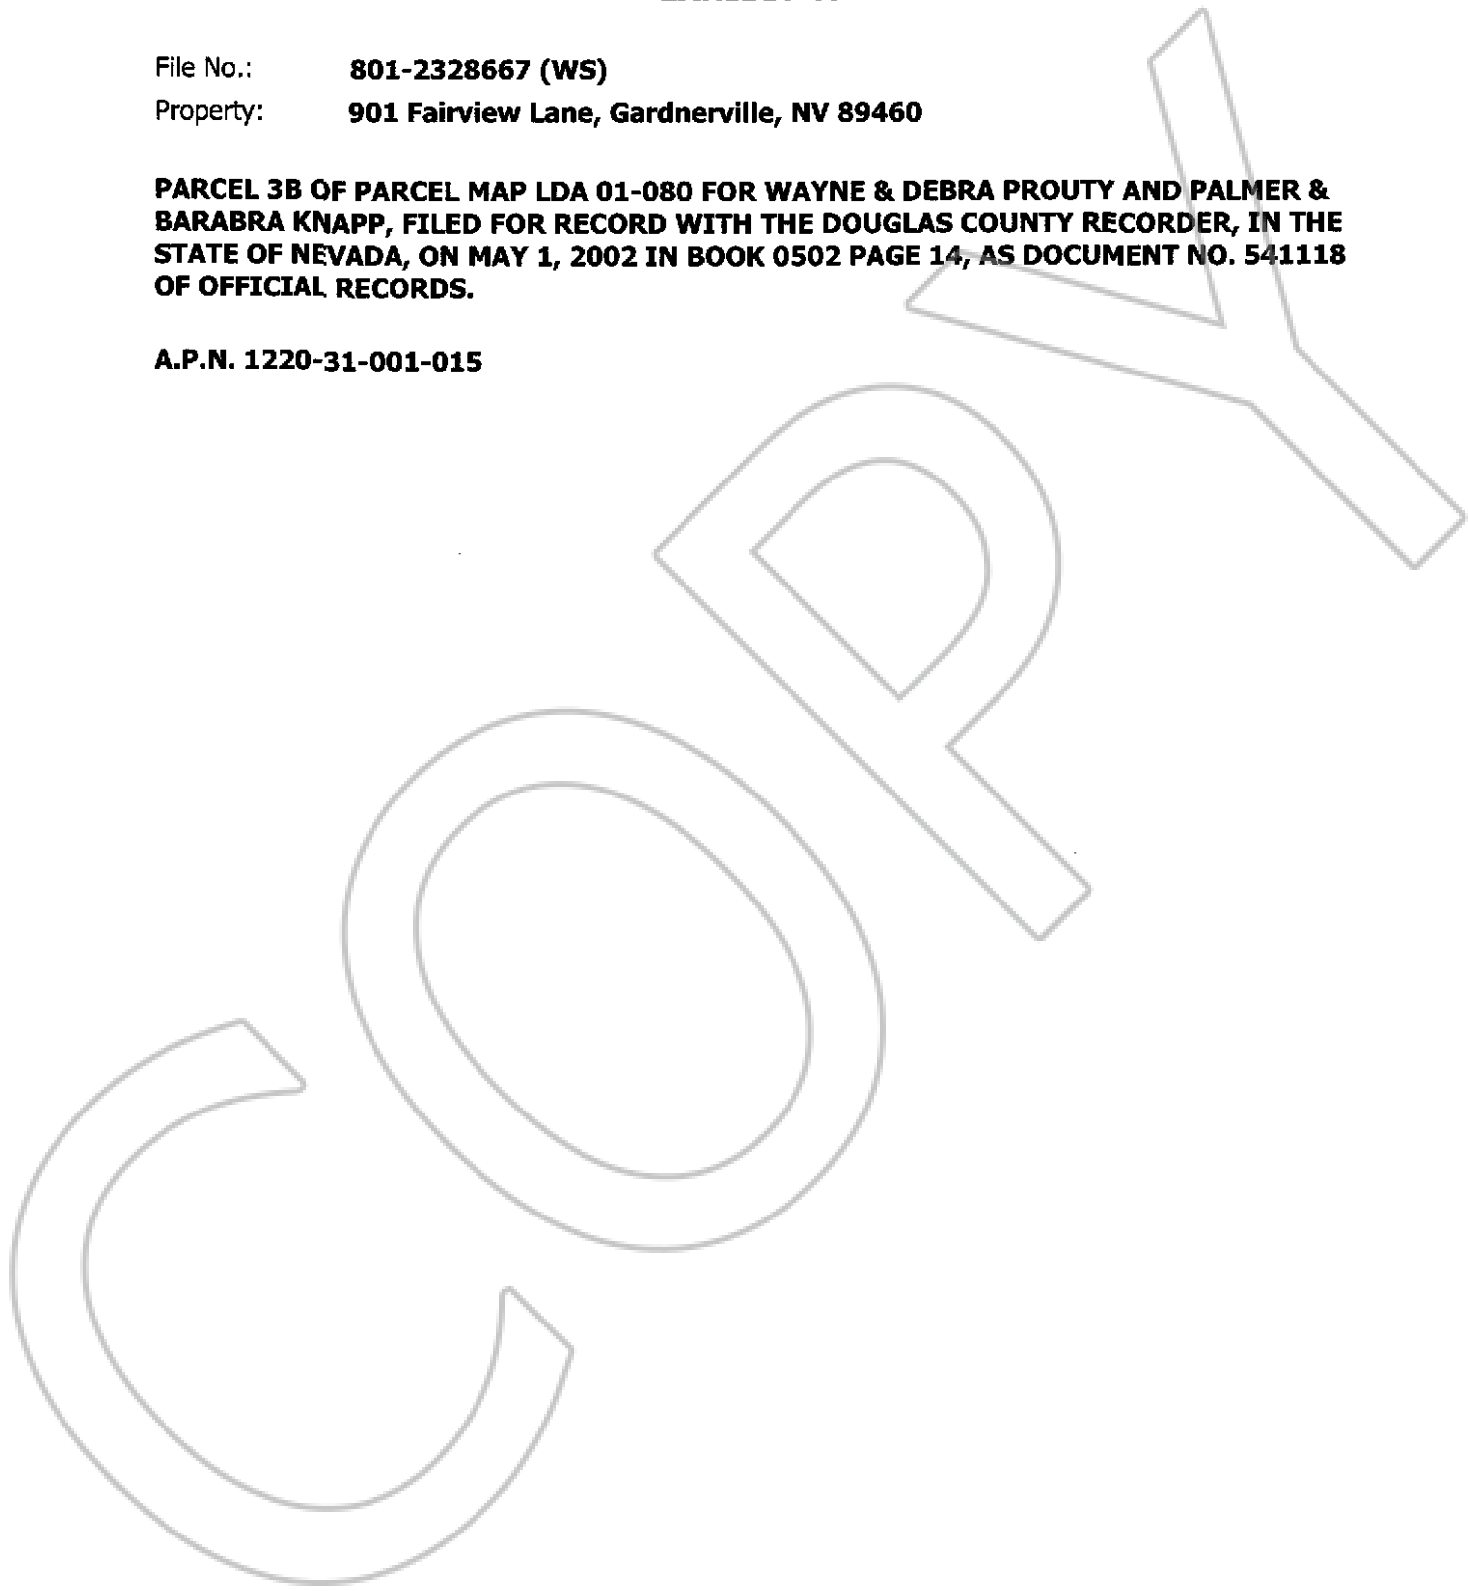 File No.: 801-2328667 (WS)
Property: 901 Fairview Lane, Gardnerville, NV 89460
PARCEL 3B OF PARCEL MAP LDA 01-080 FOR WAYNE & DEBRA PROUTY AND PALMER &
BARABRA KNAPP, FILED FOR RECORD WITH THE DOUGLAS COUNTY RECORDER, IN THE
STATE OF NEVADA, ON MAY 1, 2002 IN BOOK 0502 PAGE 14, AS DOCUMENT NO. 541118
OF OFFICIAL RECORDS.
A.P.N. 1220-31-001-015
COPY